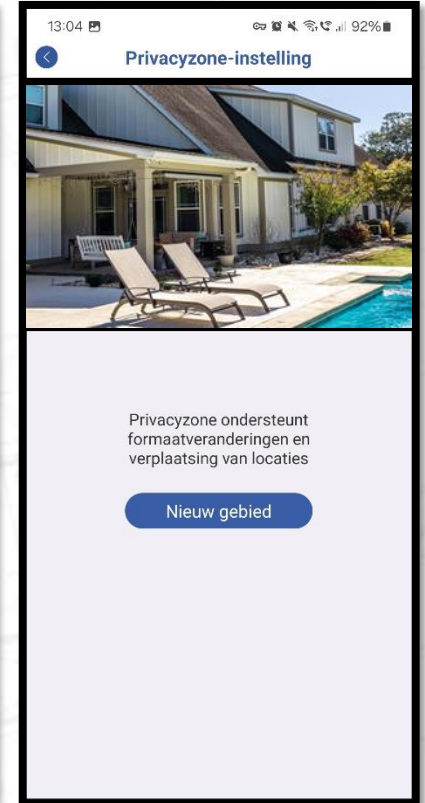 13:04 92%
Privacyzone-instelling
Privacyzone ondersteunt
formaatveranderingen en
verplaatsing van locaties
Nieuw gebied